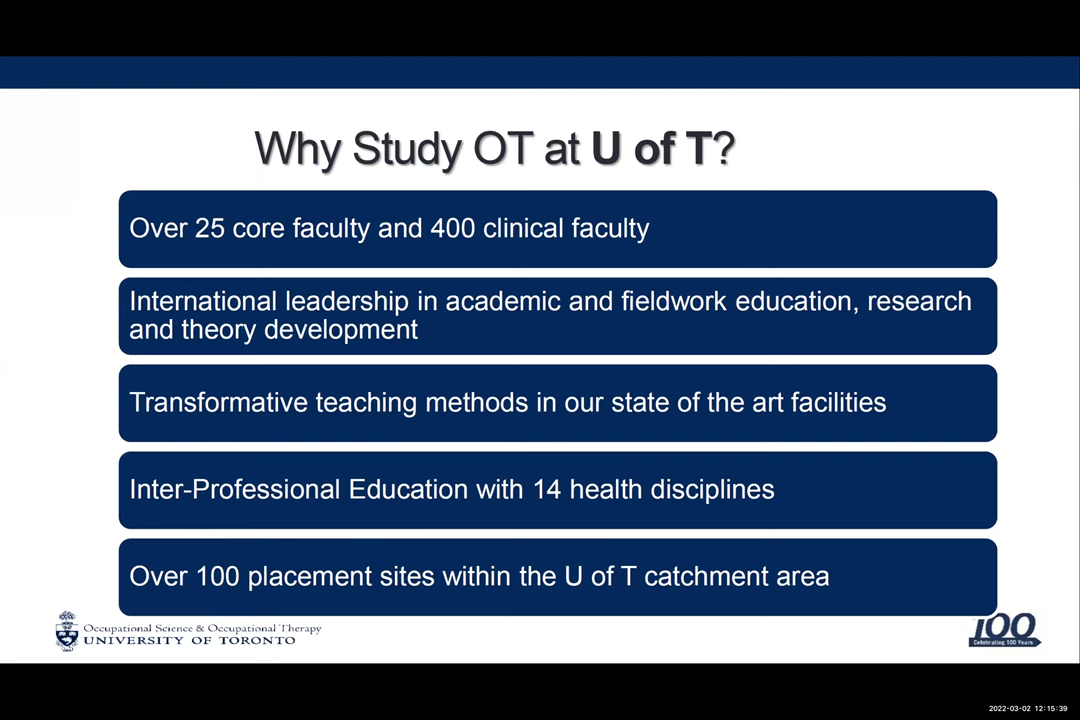 Why Study OT at U of T?
Over 25 core faculty and 400 clinical faculty
International leadership in academic and fieldwork education, research
and theory development
Transformative teaching methods in our state of the art facilities
Inter-Professional Education with 14 health disciplines
Over 100 placement sites within the U of T catchment area
Occupational Science & Occupational Therapy
UNIVERSITY OF TORONTO
100
Celebrating 100 Years
2022-03-02 12:15:39